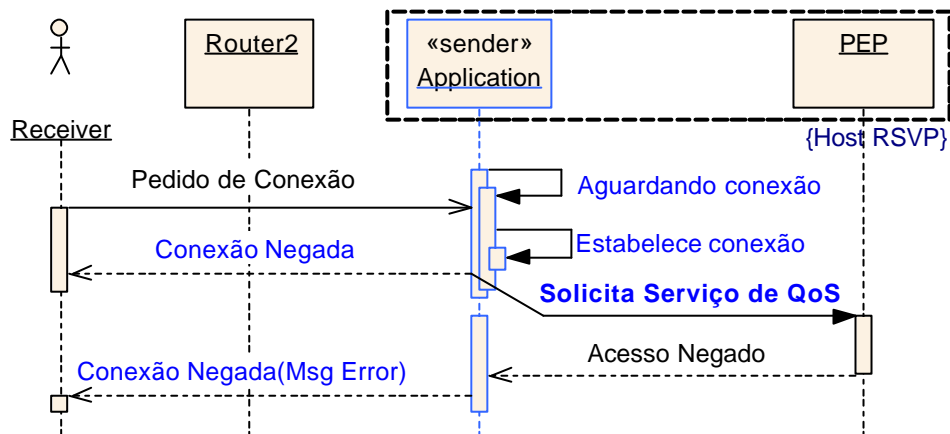 Router2
«sender»
Application
PEP
Receiver
{Host RSVP}
Pedido de Conexão
Aguardando conexão
Estabelece conexão
Conexão Negada
Solicita Serviço de QoS
Acesso Negado
Conexão Negada(Msg Error)